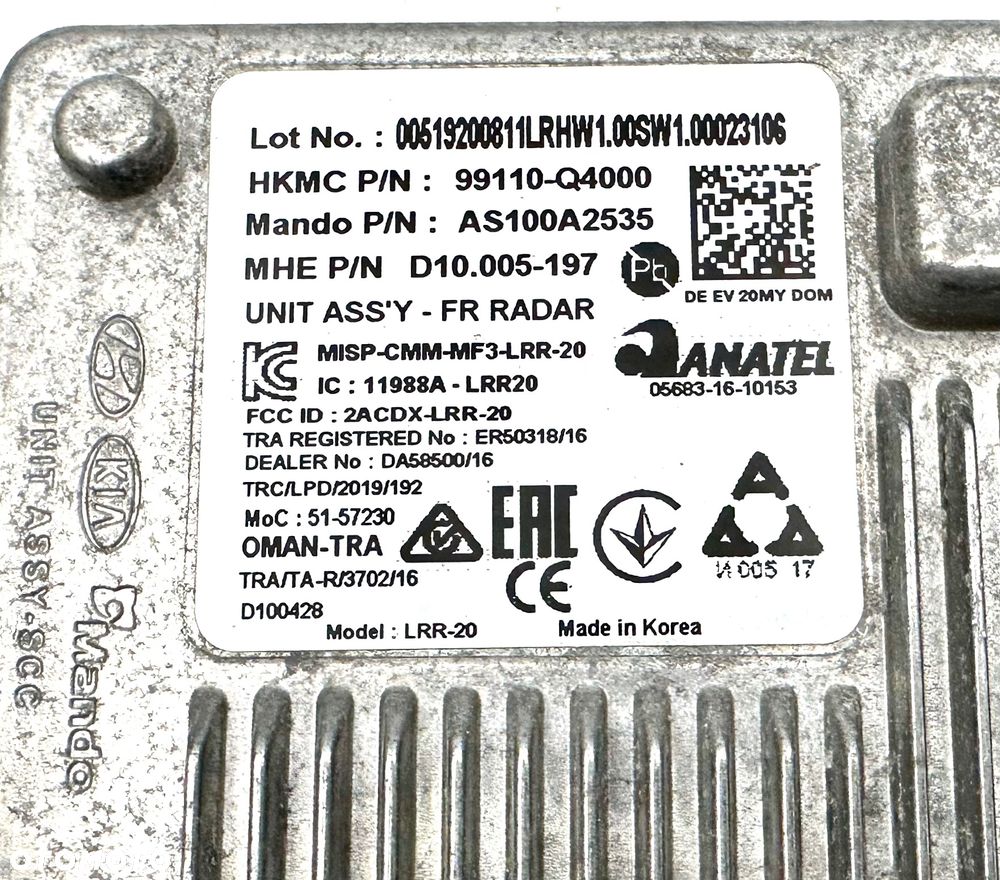 Lot No. : 00519200811LRHW1.00SW1.00023106
HKMC P/N : 99110-Q4000
Mando P/N : AS100A2535
MHE P/N D10.005-197
Pb
DE EV 20MY DOM
UNIT ASS'Y - FR RADAR
MISP-CMM-MF3-LRR-20
ANATEL
IC : 11988A - LRR20
05683-16-10153
FCC ID : 2ACDX-LRR-20
TRA REGISTERED No : ER50318/16
DEALER No : DA58500/16
TRC/LPD/2019/192
MoC : 51-57230
EAC
OMAN-TRA
И005 17
TRA/TA-R/3702/16
CE
D100428
Model : LRR-20
Made in Korea
KIA
UNIT ASSY-SCC
Mando